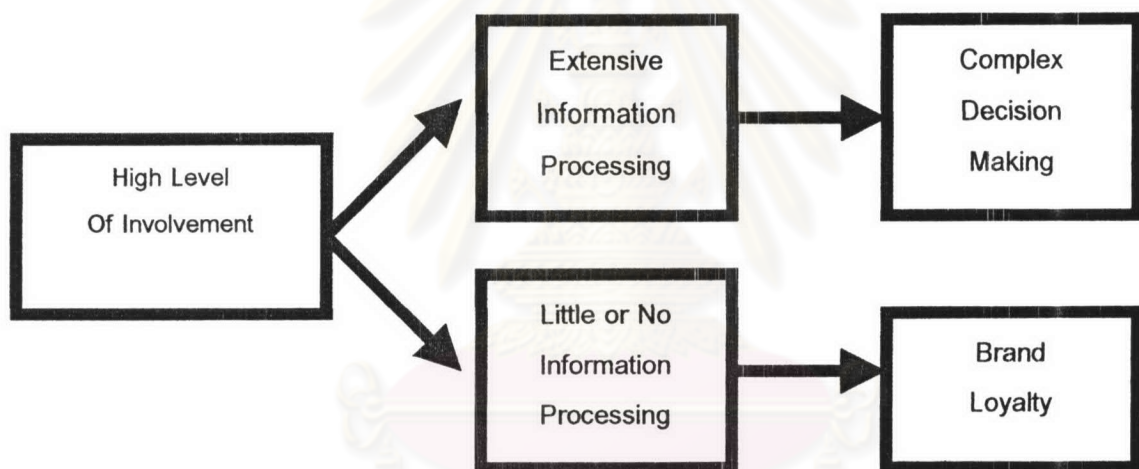 High Level
Of Involvement
Extensive
Information
Processing
Complex
Decision
Making
Little or No
Information
Processing
Brand
Loyalty